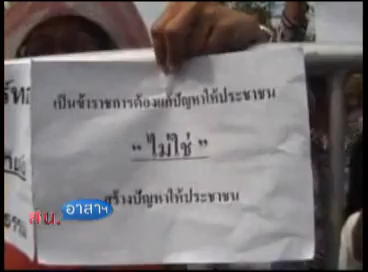 เป็นข้าราชการต้องแก้ปัญหาให้ประชาชน
“ ไม่ใช่ ”
สร้างปัญหาให้ประชาชน
สน. อาสาฯ